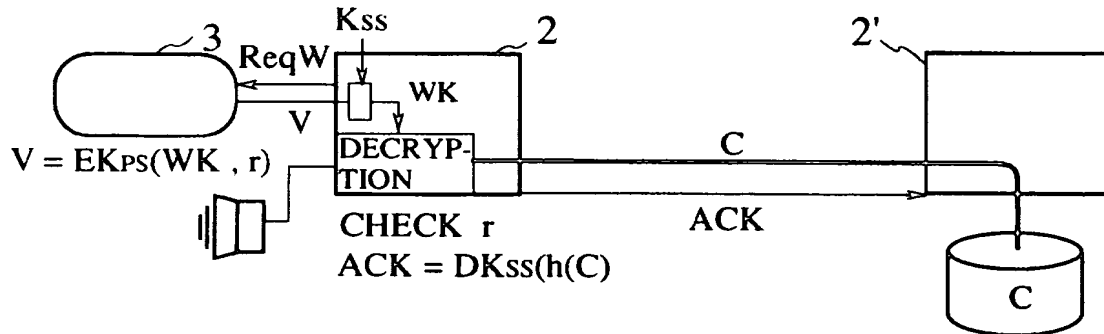 Kss
3
2
2'
ReqW
WK
V
C
V = EKPS(WK , r)
DECRYP-
TION
ACK
CHECK r
ACK = DKss(h(C)
C